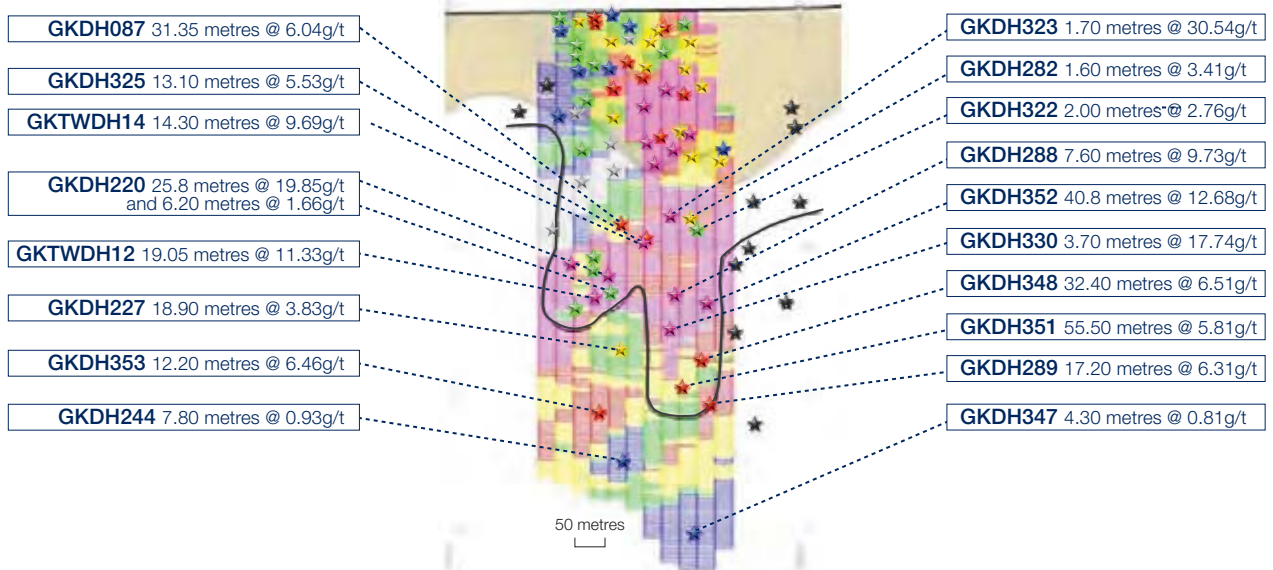 GKDH087 31.35 metres @ 6.04g/t
GKDH325 13.10 metres @ 5.53g/t
GKTWDH14 14.30 metres @ 9.69g/t
GKDH220 25.8 metres @ 19.85g/t
and 6.20 metres @ 1.66g/t
GKTWDH12 19.05 metres @ 11.33g/t
GKDH227 18.90 metres @ 3.83g/t
GKDH353 12.20 metres @ 6.46g/t
GKDH244 7.80 metres @ 0.93g/t
50 metres
GKDH323 1.70 metres @ 30.54g/t
GKDH282 1.60 metres @ 3.41g/t
GKDH322 2.00 metres @ 2.76g/t
GKDH288 7.60 metres @ 9.73g/t
GKDH352 40.8 metres @ 12.68g/t
GKDH330 3.70 metres @ 17.74g/t
GKDH348 32.40 metres @ 6.51g/t
GKDH351 55.50 metres @ 5.81g/t
GKDH289 17.20 metres @ 6.31g/t
GKDH347 4.30 metres @ 0.81g/t